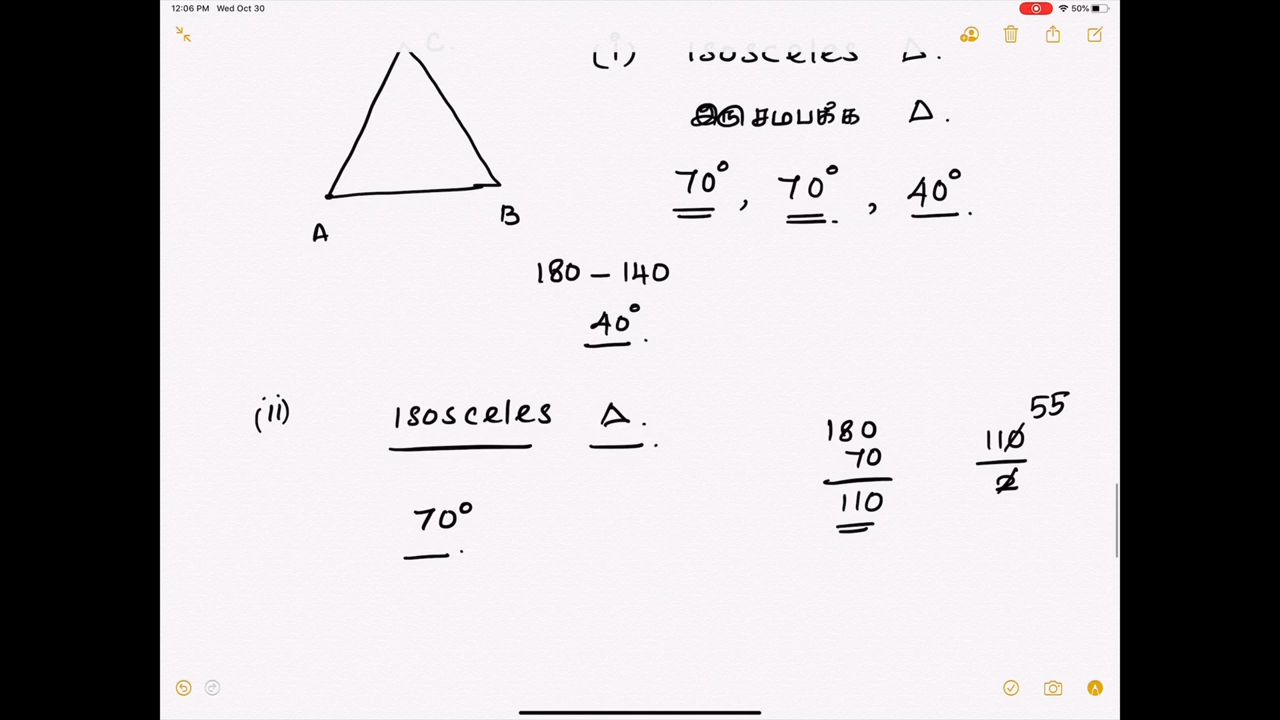 12:06 PM Wed Oct 30
50%
C.
(i) Isosceles Δ.
இருசமபக்க Δ.
70°, 70°, 40°.
A
B
180 – 140
40°.
(ii) Isosceles Δ.
70°.
180
70
110
110 55
2